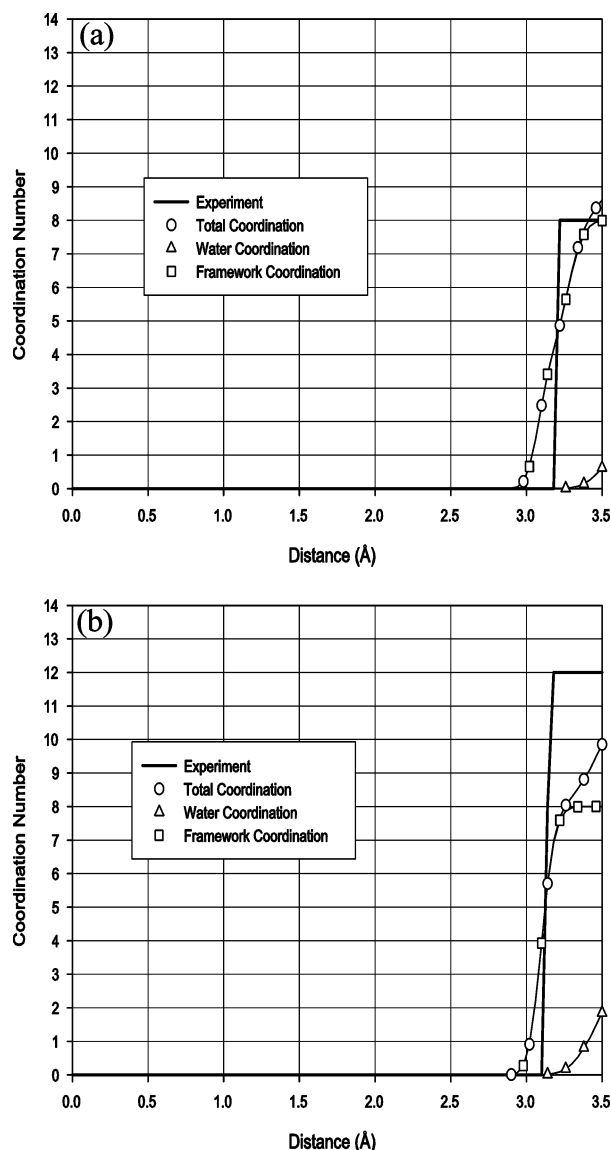 (a)
14
13
12
11
10
9
8
7
6
5
4
3
2
1
0
Coordination Number
Experiment
Total Coordination
Water Coordination
Framework Coordination
0.0 0.5 1.0 1.5 2.0 2.5 3.0 3.5
Distance (Å)
(b)
14
13
12
11
10
9
8
7
6
5
4
3
2
1
0
Coordination Number
Experiment
Total Coordination
Water Coordination
Framework Coordination
0.0 0.5 1.0 1.5 2.0 2.5 3.0 3.5
Distance (Å)